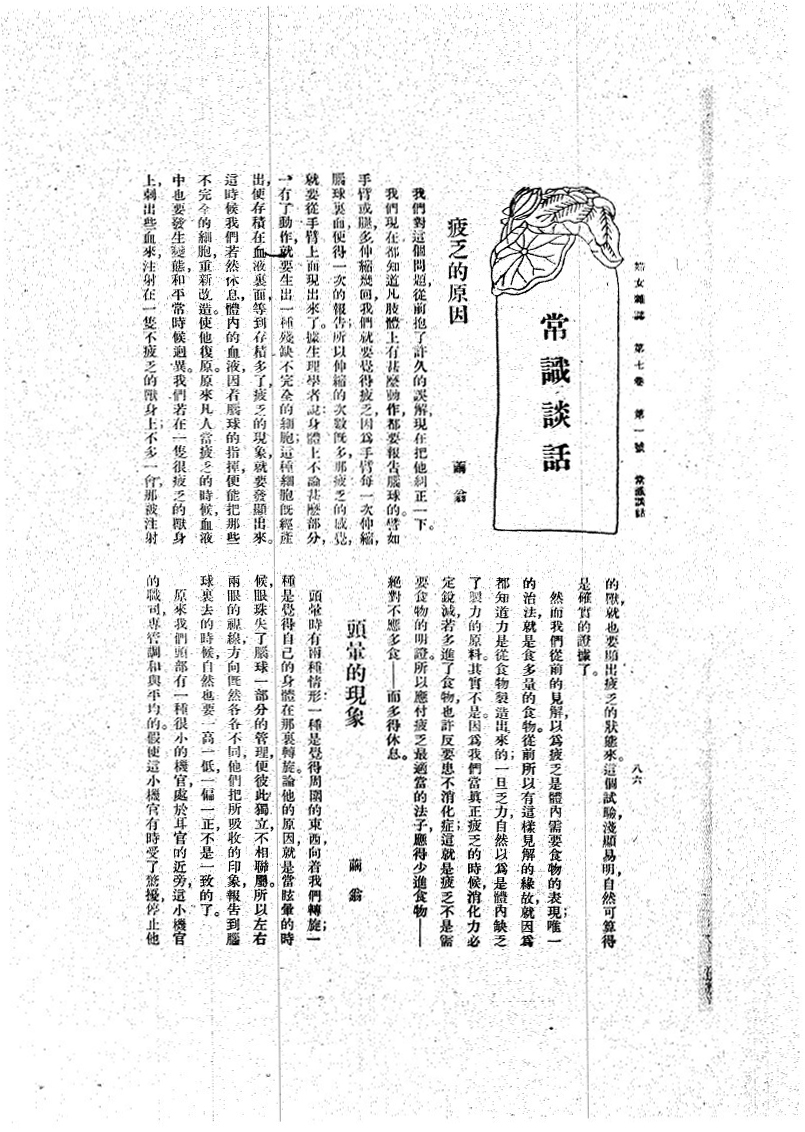 婦女雜誌　第七卷　第一號　常識談話
八六
常識談話
疲乏的原因
繭翁
我們對這個問題，從前抱了許久的誤解，現在把他糾正一下。
我們現在都知道凡肢體上有甚麼動作，都要報告腦球的。譬如
手臂或腿，多伸縮幾回，我們就要覺得疲乏，因爲手臂每一次伸縮，
腦球裏面便得一次的報告；所以伸縮的次數旣多，那疲乏的感覺，
就要從手臂上面現出來了。據生理學者說：身體上不論甚麼部分，
一有了動作，就要生出一種殘缺不完全的細胞；這種細胞旣經產
出，便存積在血液裏面，等到存積多了，疲乏的現象，就要發顯出來。
這時候我們若然休息，體內的血液，因着腦球的指揮，便能把那些
不完全的細胞，重新改造，使他復原。原來凡人當疲乏的時候，血液
中也要發生變態，和平常時候迥異。我們若在一隻很疲乏的獸身
上，刺出些血來，注射在一隻不疲乏的獸身上；不多一會，那被注射
的獸，就也要顯出疲乏的狀態來。這個試驗淺顯易明，自然可算得
是確實的證據了。
然而我們從前的見解，以爲疲乏是體內需要食物的表現；唯一
的治法，就是食多量的食物。從前所以有這樣見解的緣故，就因爲
都知道力是從食物製造出來的；一旦乏力，自然以爲是體內缺乏
了製力的原料。其實不是。因爲我們當眞正疲乏的時候，消化力必
定銳減；若多進了食物，也許反要患不消化症；這就是疲乏不是需
要食物的明證。所以應付疲乏最適當的法子，應得少進食物——
絕對不應多食——而多得休息。
頭暈的現象
繭翁
頭暈時有兩種情形：一種是覺得周圍的東西，向着我們轉旋；一
種是覺得自己的身體在那裏轉旋。論他的原因，就是當眩暈的時
候，眼珠失了腦球一部分的管理，便彼此獨立，不相聯屬。所以左右
兩眼的視線，方向旣然各各不同，他們把所吸收的印象，報告到腦
球裏去的時候，自然也要一高一低，一偏一正，不是一致的了。
原來我們頭部有一種很小的機官，處於耳官的近旁；這小機官
的職司，專管調和與平均的。假使這小機官有時受了驚擾，停止他